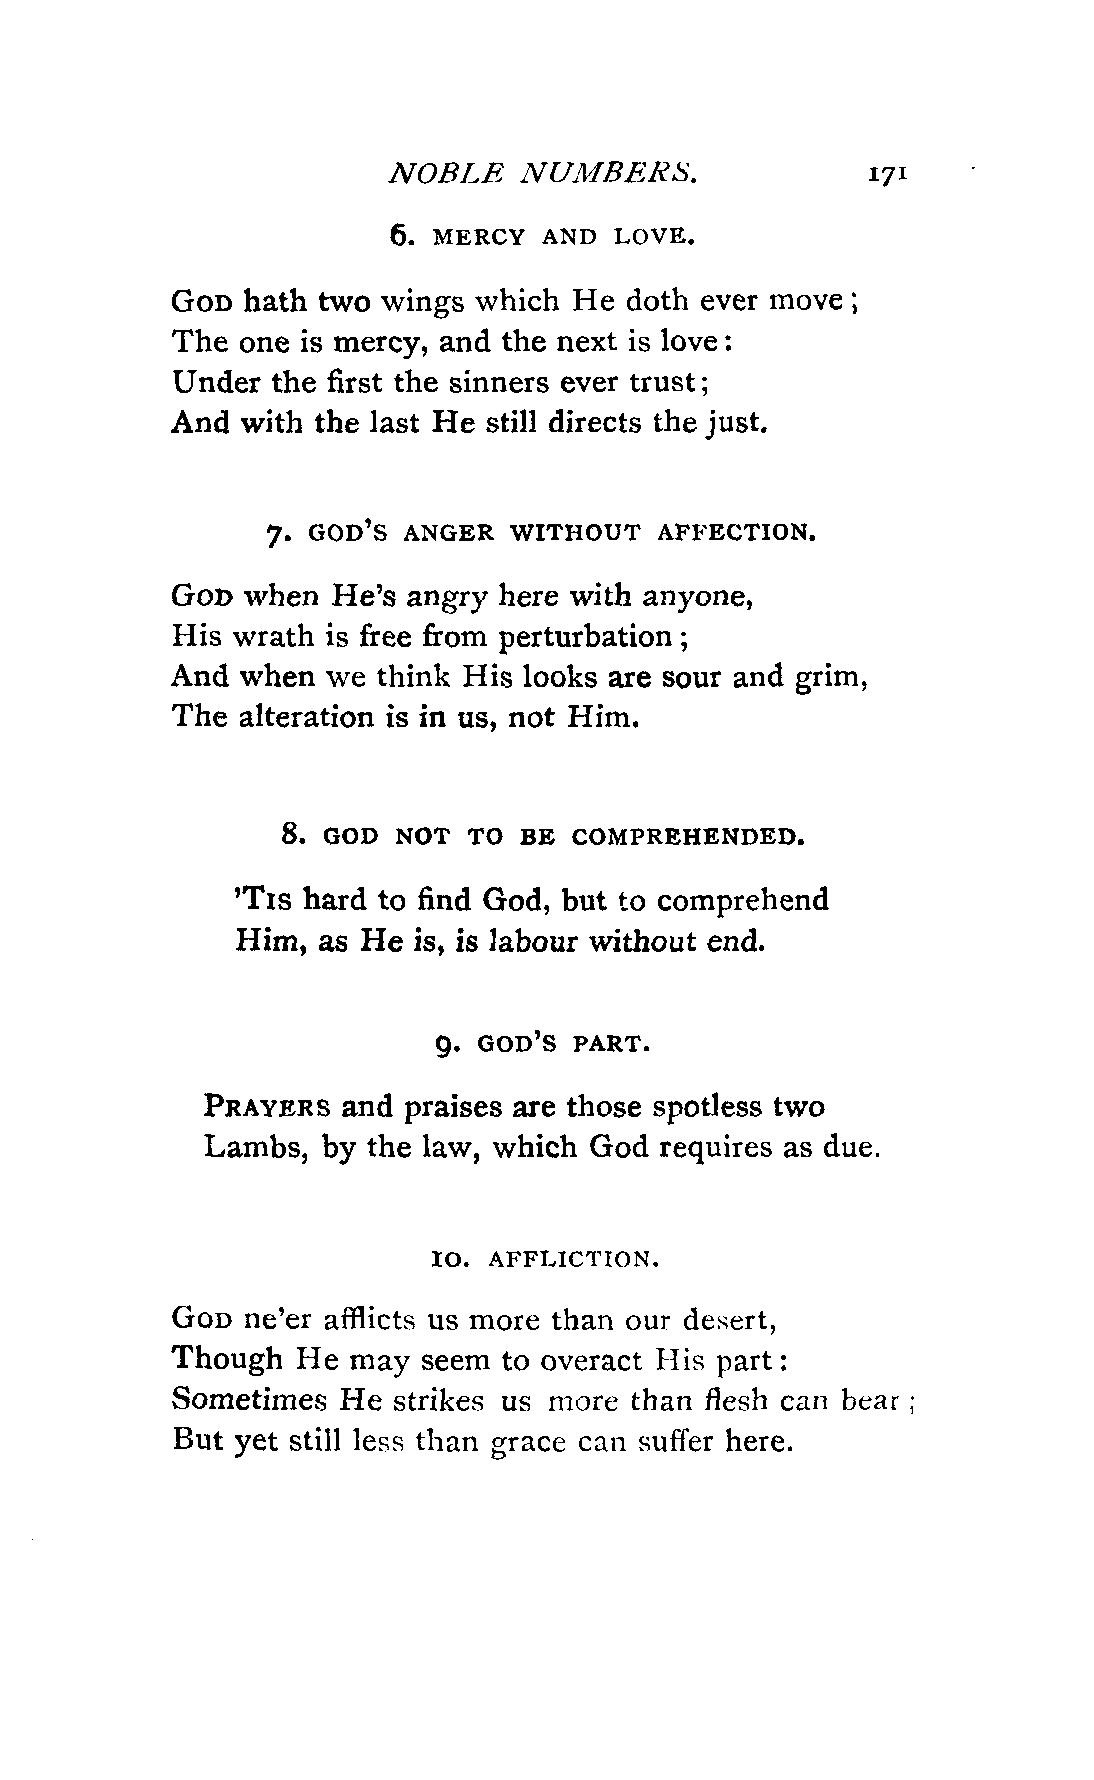 NOBLE NUMBERS. 171
6. MERCY AND LOVE.
GOD hath two wings which He doth ever move;
The one is mercy, and the next is love:
Under the first the sinners ever trust;
And with the last He still directs the just.
7. GOD'S ANGER WITHOUT AFFECTION.
GOD when He's angry here with anyone,
His wrath is free from perturbation;
And when we think His looks are sour and grim,
The alteration is in us, not Him.
8. GOD NOT TO BE COMPREHENDED.
'TIS hard to find God, but to comprehend
Him, as He is, is labour without end.
9. GOD'S PART.
PRAYERS and praises are those spotless two
Lambs, by the law, which God requires as due.
10. AFFLICTION.
GOD ne'er afflicts us more than our desert,
Though He may seem to overact His part:
Sometimes He strikes us more than flesh can bear;
But yet still less than grace can suffer here.